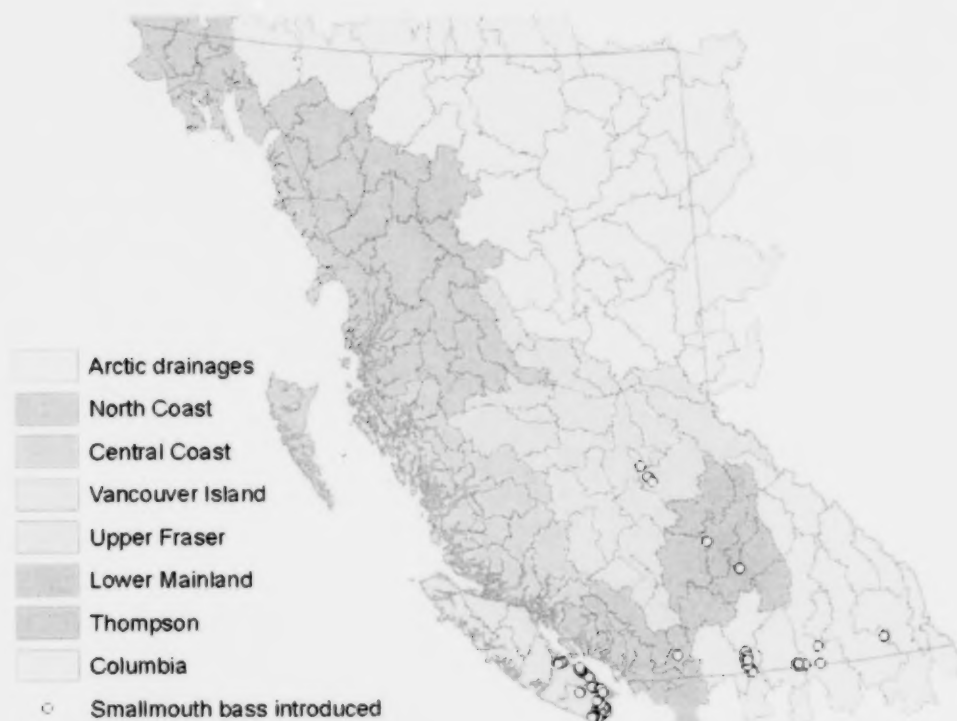 Arctic drainages
North Coast
Central Coast
Vancouver Island
Upper Fraser
Lower Mainland
Thompson
Columbia
Smallmouth bass introduced